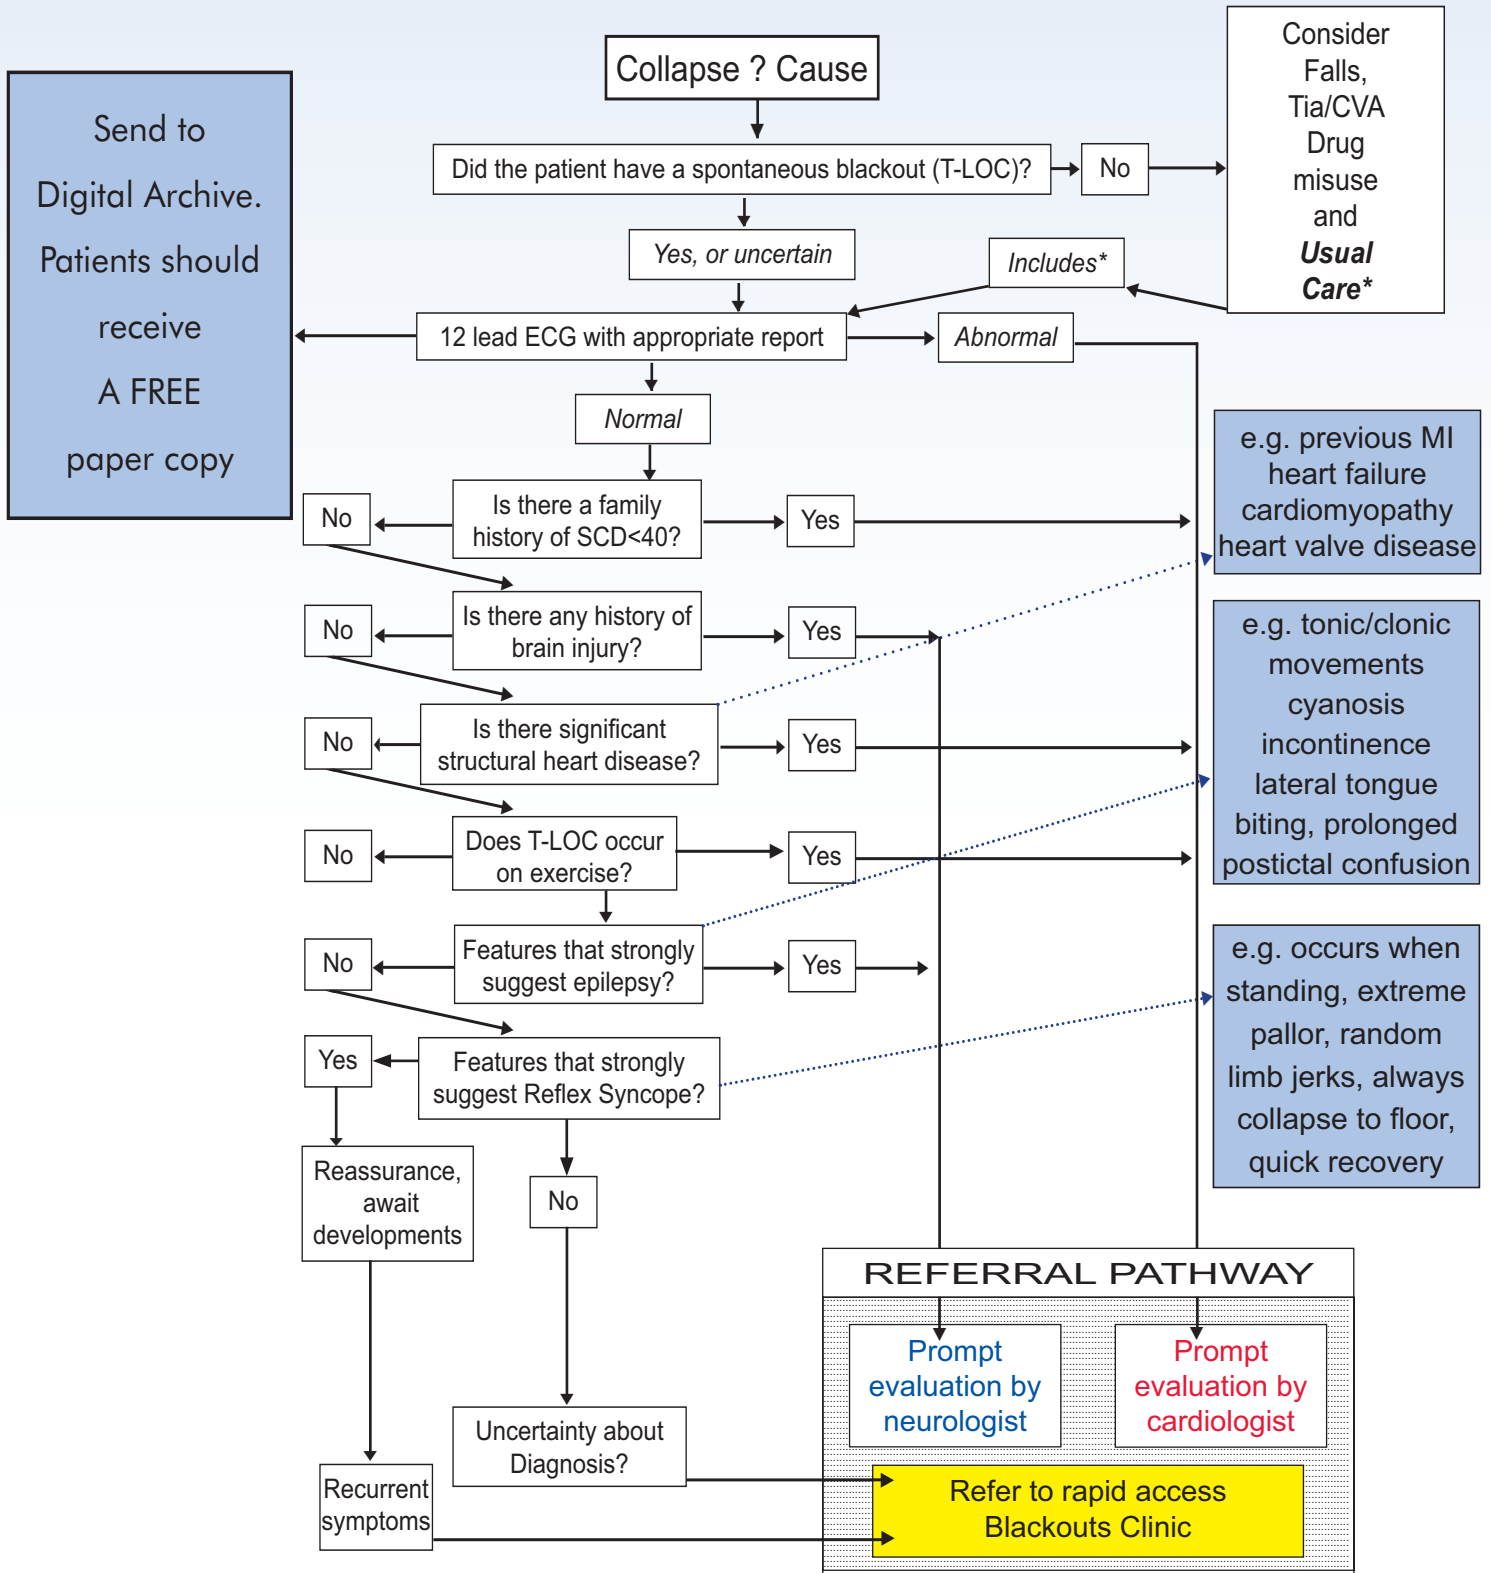 Collapse ? Cause
Consider
Falls,
Tia/CVA
Drug
misuse
and
Usual
Care*
Send to
Digital Archive.
Patients should
receive
A FREE
paper copy
Did the patient have a spontaneous blackout (T-LOC)?
No
Yes, or uncertain
Includes*
12 lead ECG with appropriate report
Abnormal
Normal
e.g. previous MI
heart failure
cardiomyopathy
heart valve disease
Is there a family
history of SCD<40?
No
Yes
Is there any history of
brain injury?
No
Yes
e.g. tonic/clonic
movements
cyanosis
incontinence
lateral tongue
biting, prolonged
postictal confusion
Is there significant
structural heart disease?
No
Yes
Does T-LOC occur
on exercise?
No
Yes
Features that strongly
suggest epilepsy?
No
Yes
e.g. occurs when
standing, extreme
pallor, random
limb jerks, always
collapse to floor,
quick recovery
Yes
Features that strongly
suggest Reflex Syncope?
Reassurance,
await
developments
No
REFERRAL PATHWAY
Prompt
evaluation by
neurologist
Prompt
evaluation by
cardiologist
Uncertainty about
Diagnosis?
Recurrent
symptoms
Refer to rapid access
Blackouts Clinic